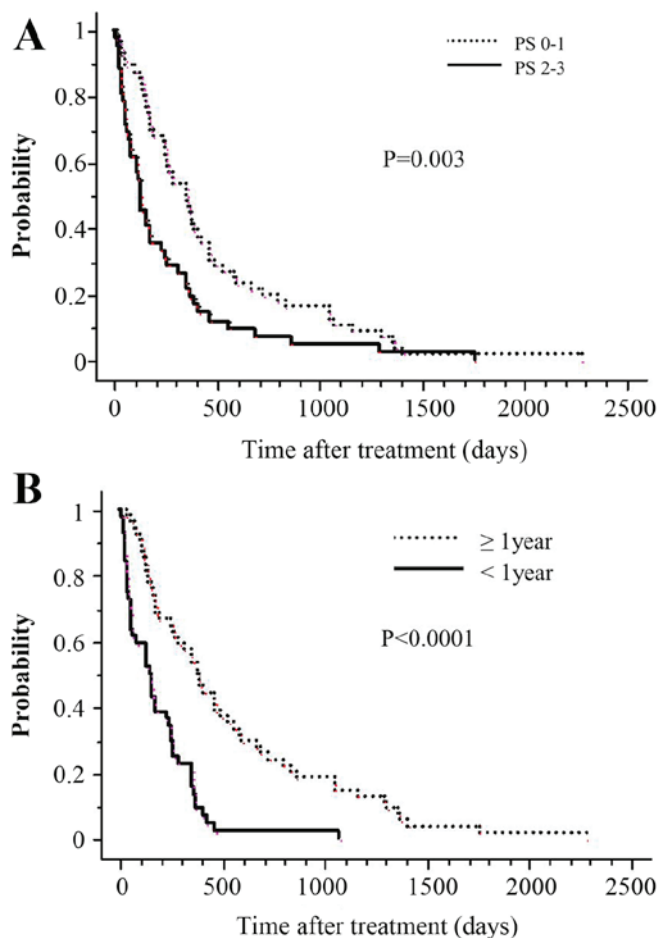 A
1
PS 0-1
PS 2-3
0.8
P=0.003
0.6
Probability
0.4
0.2
0
0 500 1000 1500 2000 2500
Time after treatment (days)
B
1
≥ 1year
< 1year
0.8
P<0.0001
0.6
Probability
0.4
0.2
0
0 500 1000 1500 2000 2500
Time after treatment (days)